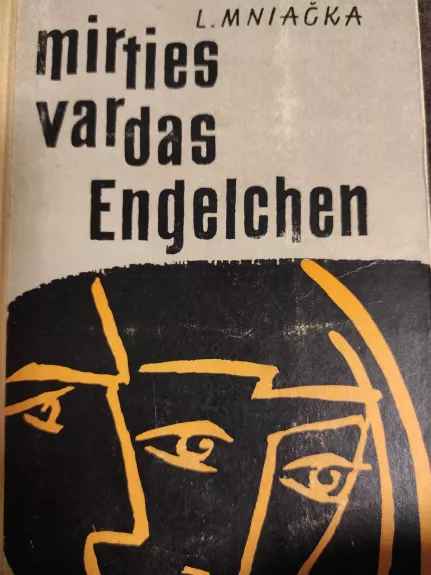 L. MNIAČKA
mirties
vardas
Engelchen